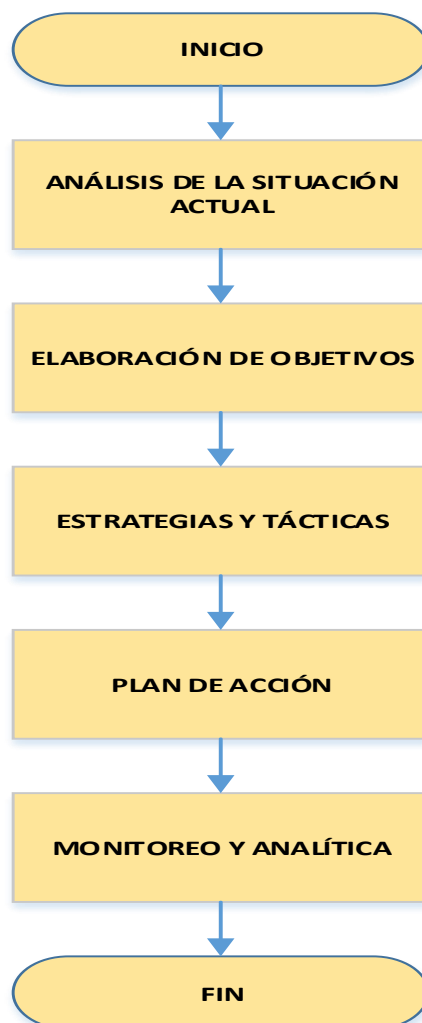 INICIO
ANÁLISIS DE LA SITUACIÓN
ACTUAL
ELABORACIÓN DE OBJETIVOS
ESTRATEGIAS Y TÁCTICAS
PLAN DE ACCIÓN
MONITOREO Y ANALÍTICA
FIN